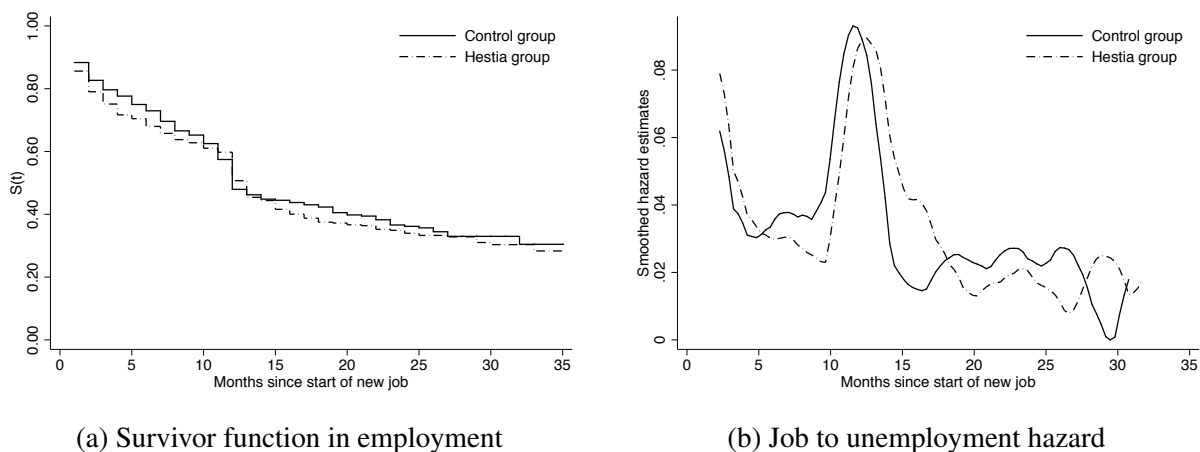 1.00
0.80
0.60
0.40
0.20
0.00
S(t)
Control group
Hestia group
0 5 10 15 20 25 30 35
Months since start of new job
(a) Survivor function in employment
.08
.06
.04
.02
0
Smoothed hazard estimates
Control group
Hestia group
0 5 10 15 20 25 30 35
Months since start of new job
(b) Job to unemployment hazard